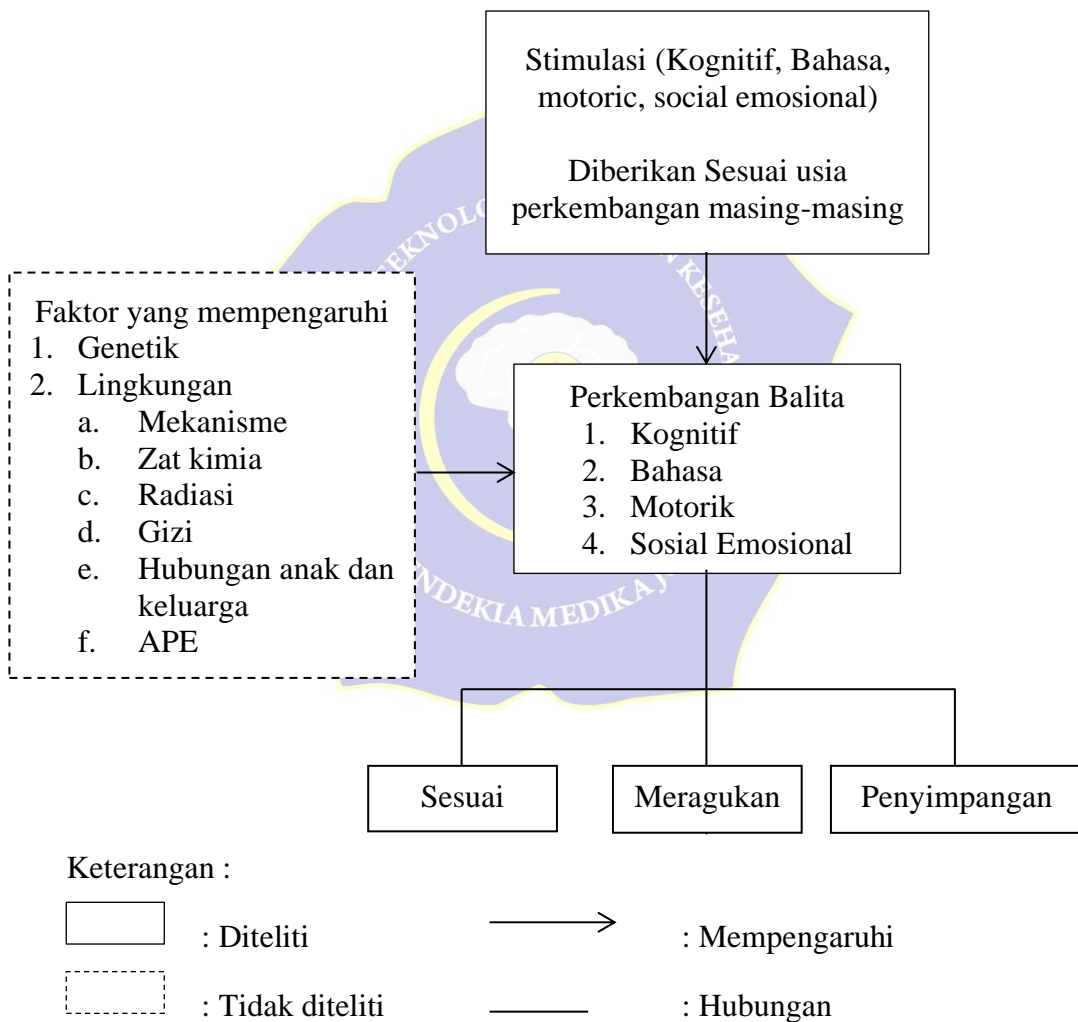 Stimulasi (Kognitif, Bahasa,
motoric, social emosional)
Diberikan Sesuai usia
perkembangan masing-masing
Faktor yang mempengaruhi
1. Genetik
2. Lingkungan
a. Mekanisme
b. Zat kimia
c. Radiasi
d. Gizi
e. Hubungan anak dan
keluarga
f. APE
Perkembangan Balita
1. Kognitif
2. Bahasa
3. Motorik
4. Sosial Emosional
Sesuai
Meragukan
Penyimpangan
Keterangan :
: Diteliti
: Mempengaruhi
: Tidak diteliti
: Hubungan
MEDIKA